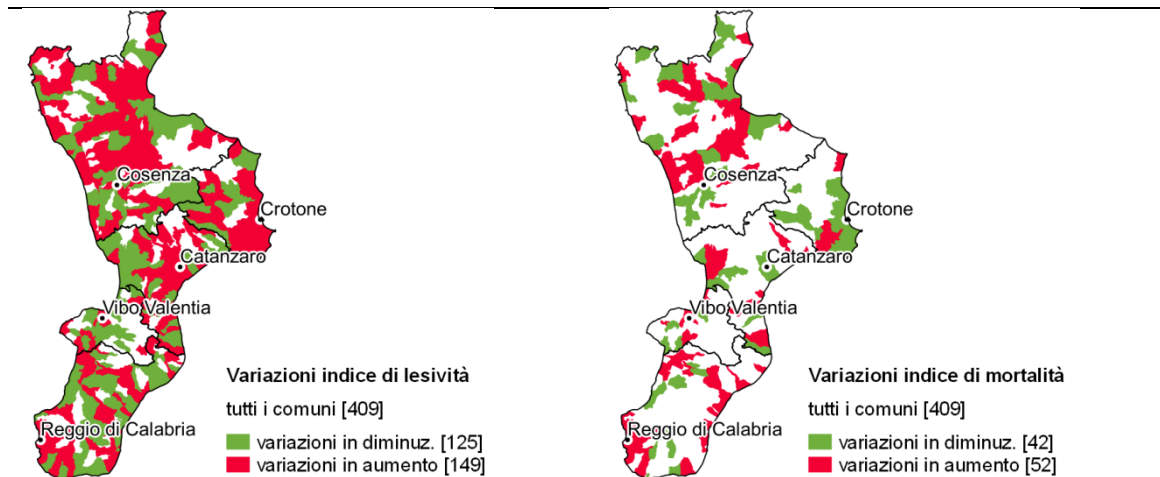 Cosenza
Crotone
Catanzaro
Vibo Valentia
Reggio di Calabria
Variazioni indice di lesività
tutti i comuni [409]
variazioni in diminuz. [125]
variazioni in aumento [149]
Cosenza
Crotone
Catanzaro
Vibo Valentia
Reggio di Calabria
Variazioni indice di mortalità
tutti i comuni [409]
variazioni in diminuz. [42]
variazioni in aumento [52]